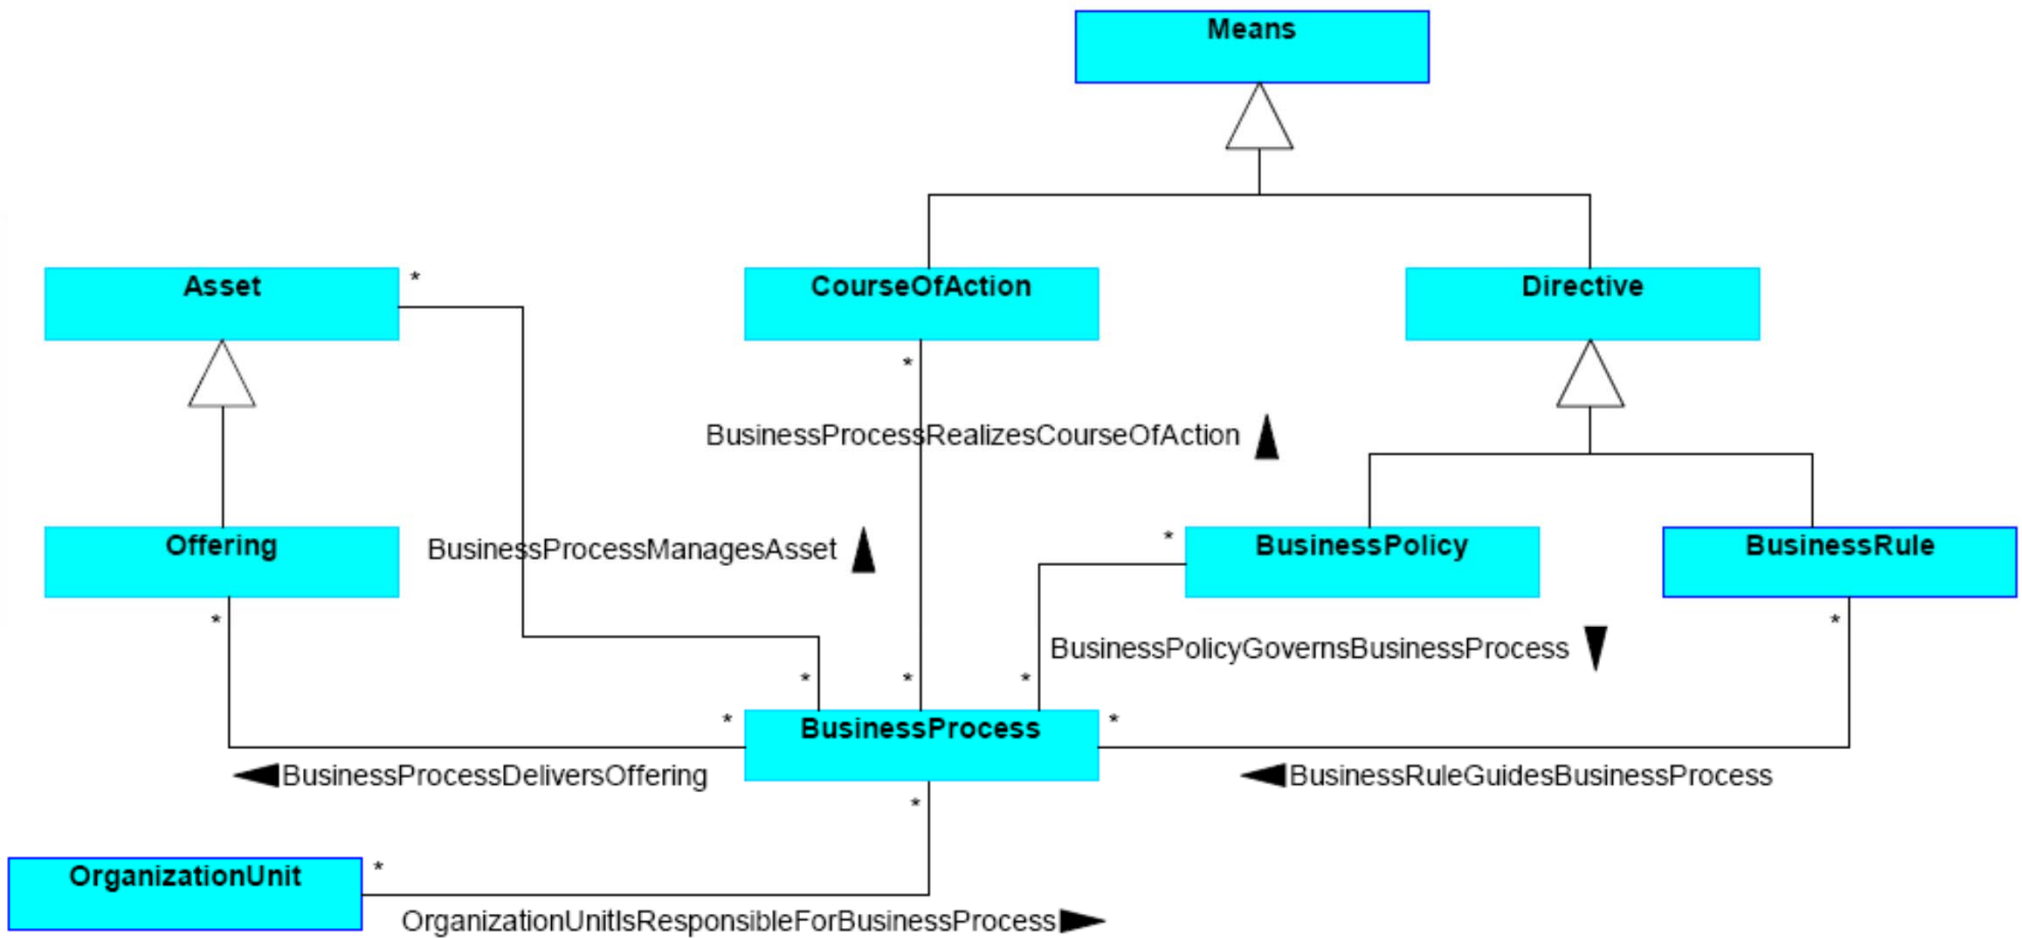 Means
Asset
*
CourseOfAction
Directive
*
BusinessProcessRealizesCourseOfAction
Offering
BusinessProcessManagesAsset
*
BusinessPolicy
BusinessRule
*
*
BusinessPolicyGovernsBusinessProcess
*
*
*
*
BusinessProcess
*
BusinessProcessDeliversOffering
BusinessRuleGuidesBusinessProcess
*
OrganizationUnit
*
OrganizationUnitIsResponsibleForBusinessProcess